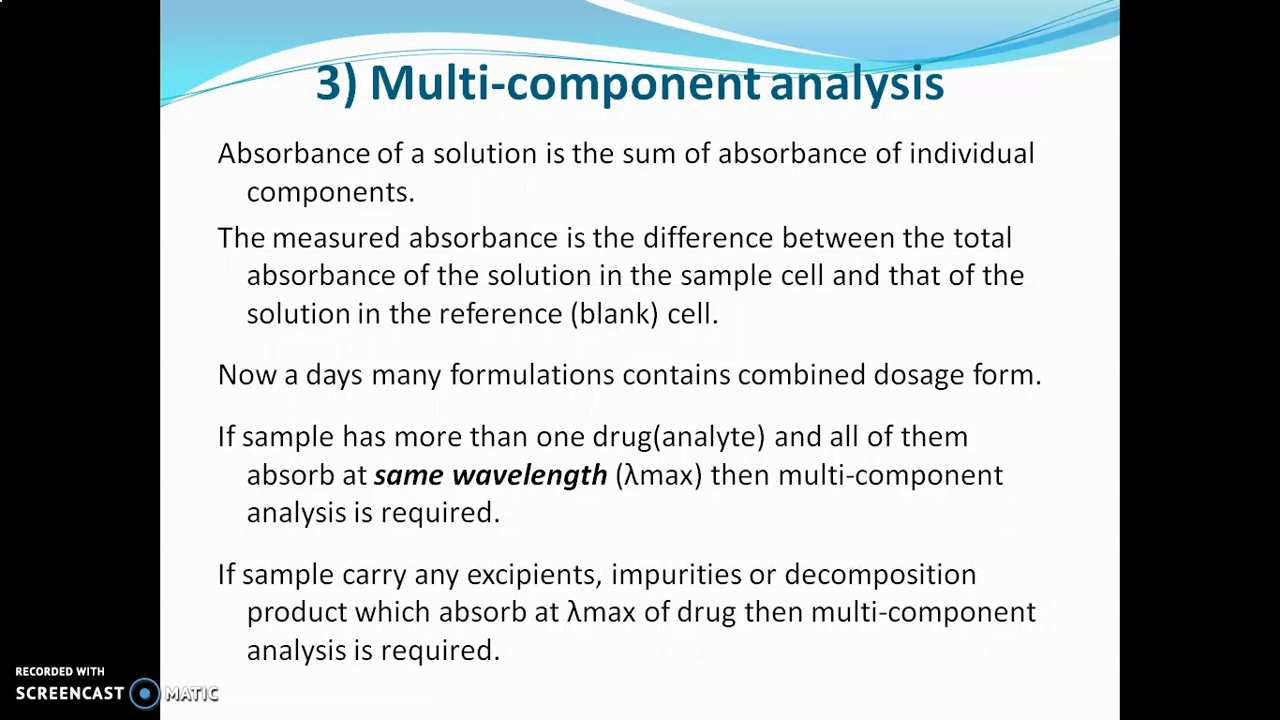 3) Multi-component analysis
Absorbance of a solution is the sum of absorbance of individual
components.
The measured absorbance is the difference between the total
absorbance of the solution in the sample cell and that of the
solution in the reference (blank) cell.
Now a days many formulations contains combined dosage form.
If sample has more than one drug(analyte) and all of them
absorb at same wavelength (λmax) then multi-component
analysis is required.
If sample carry any excipients, impurities or decomposition
product which absorb at λmax of drug then multi-component
analysis is required.
RECORDED WITH
SCREENCAST MATIC